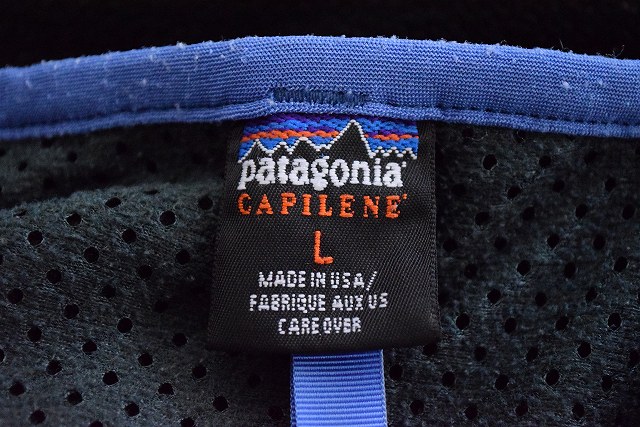 patagonia®
CAPILENE®
L
MADE IN USA/
FABRIQUE AUX US
CARE OVER